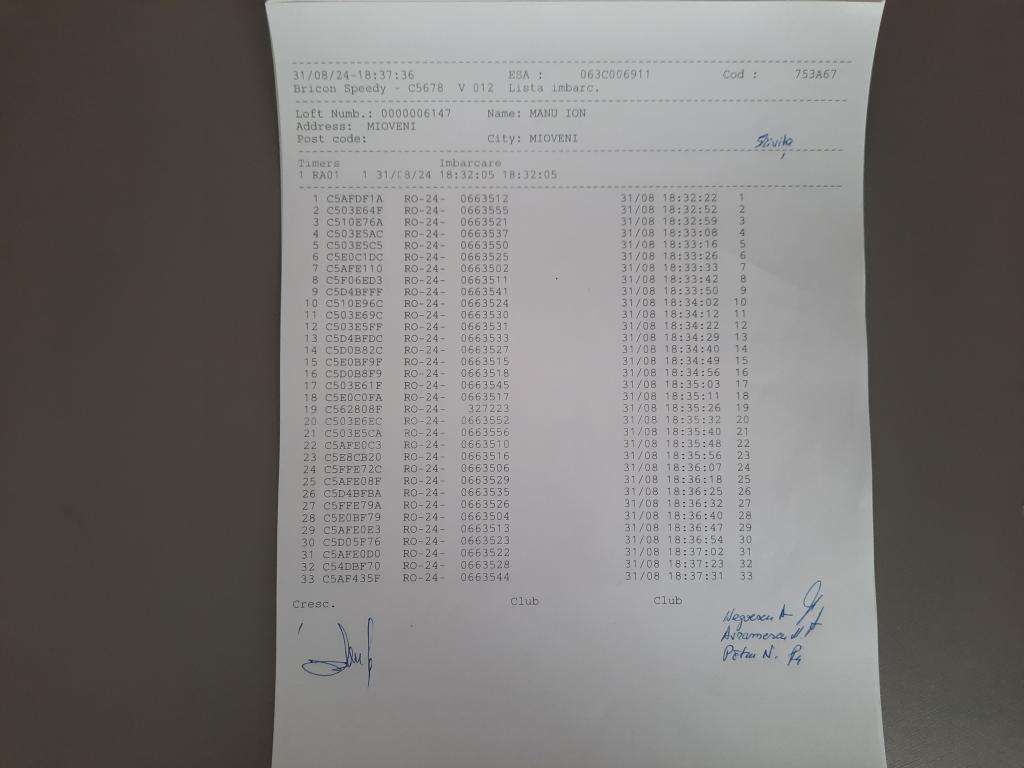 31/08/24-18:37:36 ESA : 063C006911 Cod : 753A67
Bricon Speedy - C5678 V 012 Lista imbarc.
Loft Numb.: 0000006147 Name: MANU ION
Address: MIOVENI
Post code: City: MIOVENI
Slivita
Timers Imbarcare
1 RA01 1 31/08/24 18:32:05 18:32:05
1 C5AFDF1A RO-24- 0663512 31/08 18:32:22 1
2 C503E64F RO-24- 0663555 31/08 18:32:52 2
3 C510E76A RO-24- 0663521 31/08 18:32:59 3
4 C503E5AC RO-24- 0663537 31/08 18:33:08 4
5 C503E5C5 RO-24- 0663550 31/08 18:33:16 5
6 C5E0C1DC RO-24- 0663525 31/08 18:33:26 6
7 C5AFE110 RO-24- 0663502 31/08 18:33:33 7
8 C5F06ED3 RO-24- 0663511 31/08 18:33:42 8
9 C5D4BFFF RO-24- 0663541 31/08 18:33:50 9
10 C510E96C RO-24- 0663524 31/08 18:34:02 10
11 C503E69C RO-24- 0663530 31/08 18:34:12 11
12 C503E5FF RO-24- 0663531 31/08 18:34:22 12
13 C5D4BFDC RO-24- 0663533 31/08 18:34:29 13
14 C5D0B82C RO-24- 0663527 31/08 18:34:40 14
15 C5E0BF9F RO-24- 0663515 31/08 18:34:49 15
16 C5D0B8F9 RO-24- 0663518 31/08 18:34:56 16
17 C503E61F RO-24- 0663545 31/08 18:35:03 17
18 C5E0C0FA RO-24- 0663517 31/08 18:35:11 18
19 C562808F RO-24- 327223 31/08 18:35:26 19
20 C503E6EC RO-24- 0663552 31/08 18:35:32 20
21 C503E5CA RO-24- 0663556 31/08 18:35:40 21
22 C5AFE0C3 RO-24- 0663510 31/08 18:35:48 22
23 C5E8CB20 RO-24- 0663516 31/08 18:35:56 23
24 C5FFE72C RO-24- 0663506 31/08 18:36:07 24
25 C5AFE08F RO-24- 0663529 31/08 18:36:18 25
26 C5D4BFBA RO-24- 0663535 31/08 18:36:25 26
27 C5FFE79A RO-24- 0663526 31/08 18:36:32 27
28 C5E0BF79 RO-24- 0663504 31/08 18:36:40 28
29 C5AFE0E3 RO-24- 0663513 31/08 18:36:47 29
30 C5D05F76 RO-24- 0663523 31/08 18:36:54 30
31 C5AFE0D0 RO-24- 0663522 31/08 18:37:02 31
32 C54DBF70 RO-24- 0663528 31/08 18:37:23 32
33 C5AF435F RO-24- 0663544 31/08 18:37:31 33
Cresc. Club Club
Negoescu A
Avramescu
Petru N.